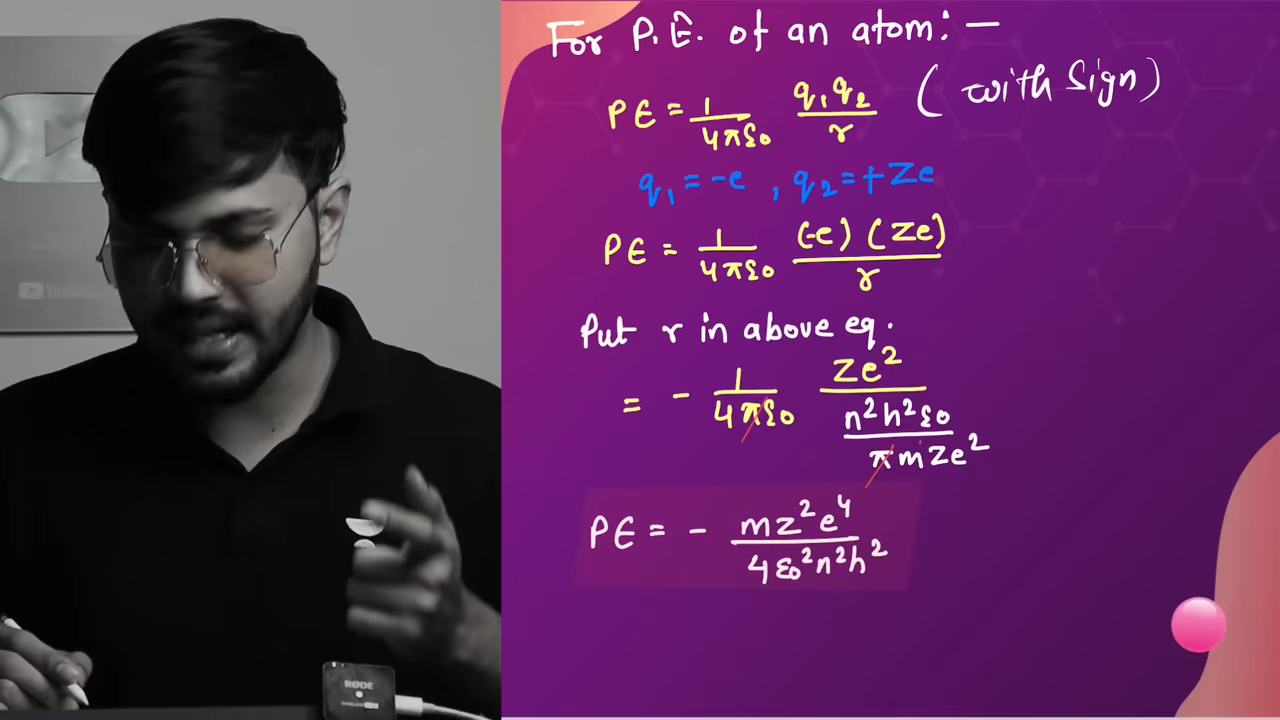 For P.E. of an atom:-
PE = 1/4πε₀ q₁q₂/r (with Sign)
q₁ = -e , q₂ = +Ze
PE = 1/4πε₀ (-e) (Ze)/r
Put r in above eq.
= - 1/4πε₀ Ze²/(n²h²ε₀/πmZe²)
PE = - mz²e⁴/4ε₀²n²h²
YouTube
RODE